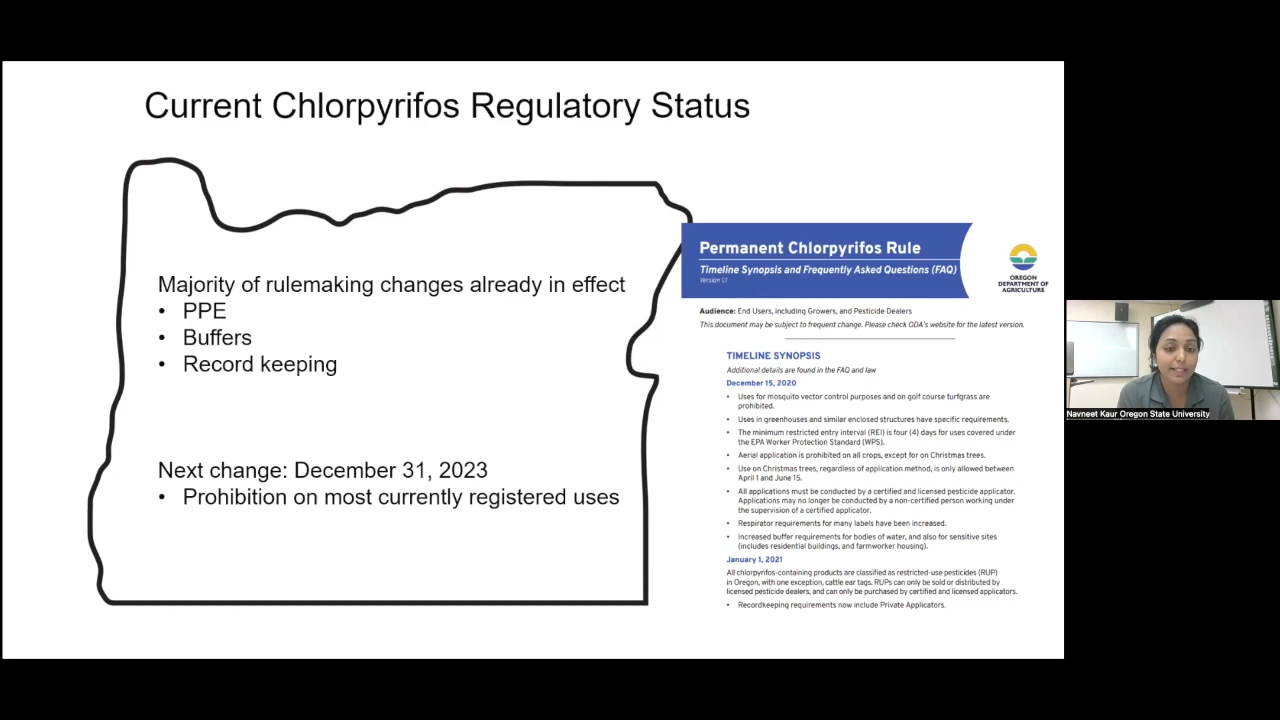 Current Chlorpyrifos Regulatory Status
Majority of rulemaking changes already in effect
• PPE
• Buffers
• Record keeping
Next change: December 31, 2023
• Prohibition on most currently registered uses
Permanent Chlorpyrifos Rule
Timeline Synopsis and Frequently Asked Questions (FAQ)
Version 1.1
OREGON
DEPARTMENT OF
AGRICULTURE
Audience: End Users, including Growers, and Pesticide Dealers
This document may be subject to frequent change. Please check ODA's website for the latest version.
TIMELINE SYNOPSIS
Additional details are found in the FAQ and law
December 15, 2020
• Uses for mosquito vector control purposes and on golf course turfgrass are
prohibited.
• Uses in greenhouses and similar enclosed structures have specific requirements.
• The minimum restricted entry interval (REI) is four (4) days for uses covered under
the EPA Worker Protection Standard (WPS).
• Aerial application is prohibited on all crops, except for on Christmas trees.
• Use on Christmas trees, regardless of application method, is only allowed between
April 1 and June 15.
• All applications must be conducted by a certified and licensed pesticide applicator.
Applications may no longer be conducted by a non-certified person working under
the supervision of a certified applicator.
• Respirator requirements for many labels have been increased.
• Increased buffer requirements for bodies of water, and also for sensitive sites
(includes residential buildings, and farmworker housing).
January 1, 2021
All chlorpyrifos-containing products are classified as restricted-use pesticides (RUP)
in Oregon, with one exception, cattle ear tags. RUPs can only be sold or distributed by
licensed pesticide dealers, and can only be purchased by certified and licensed applicators.
• Recordkeeping requirements now include Private Applicators.
Navneet Kaur Oregon State University